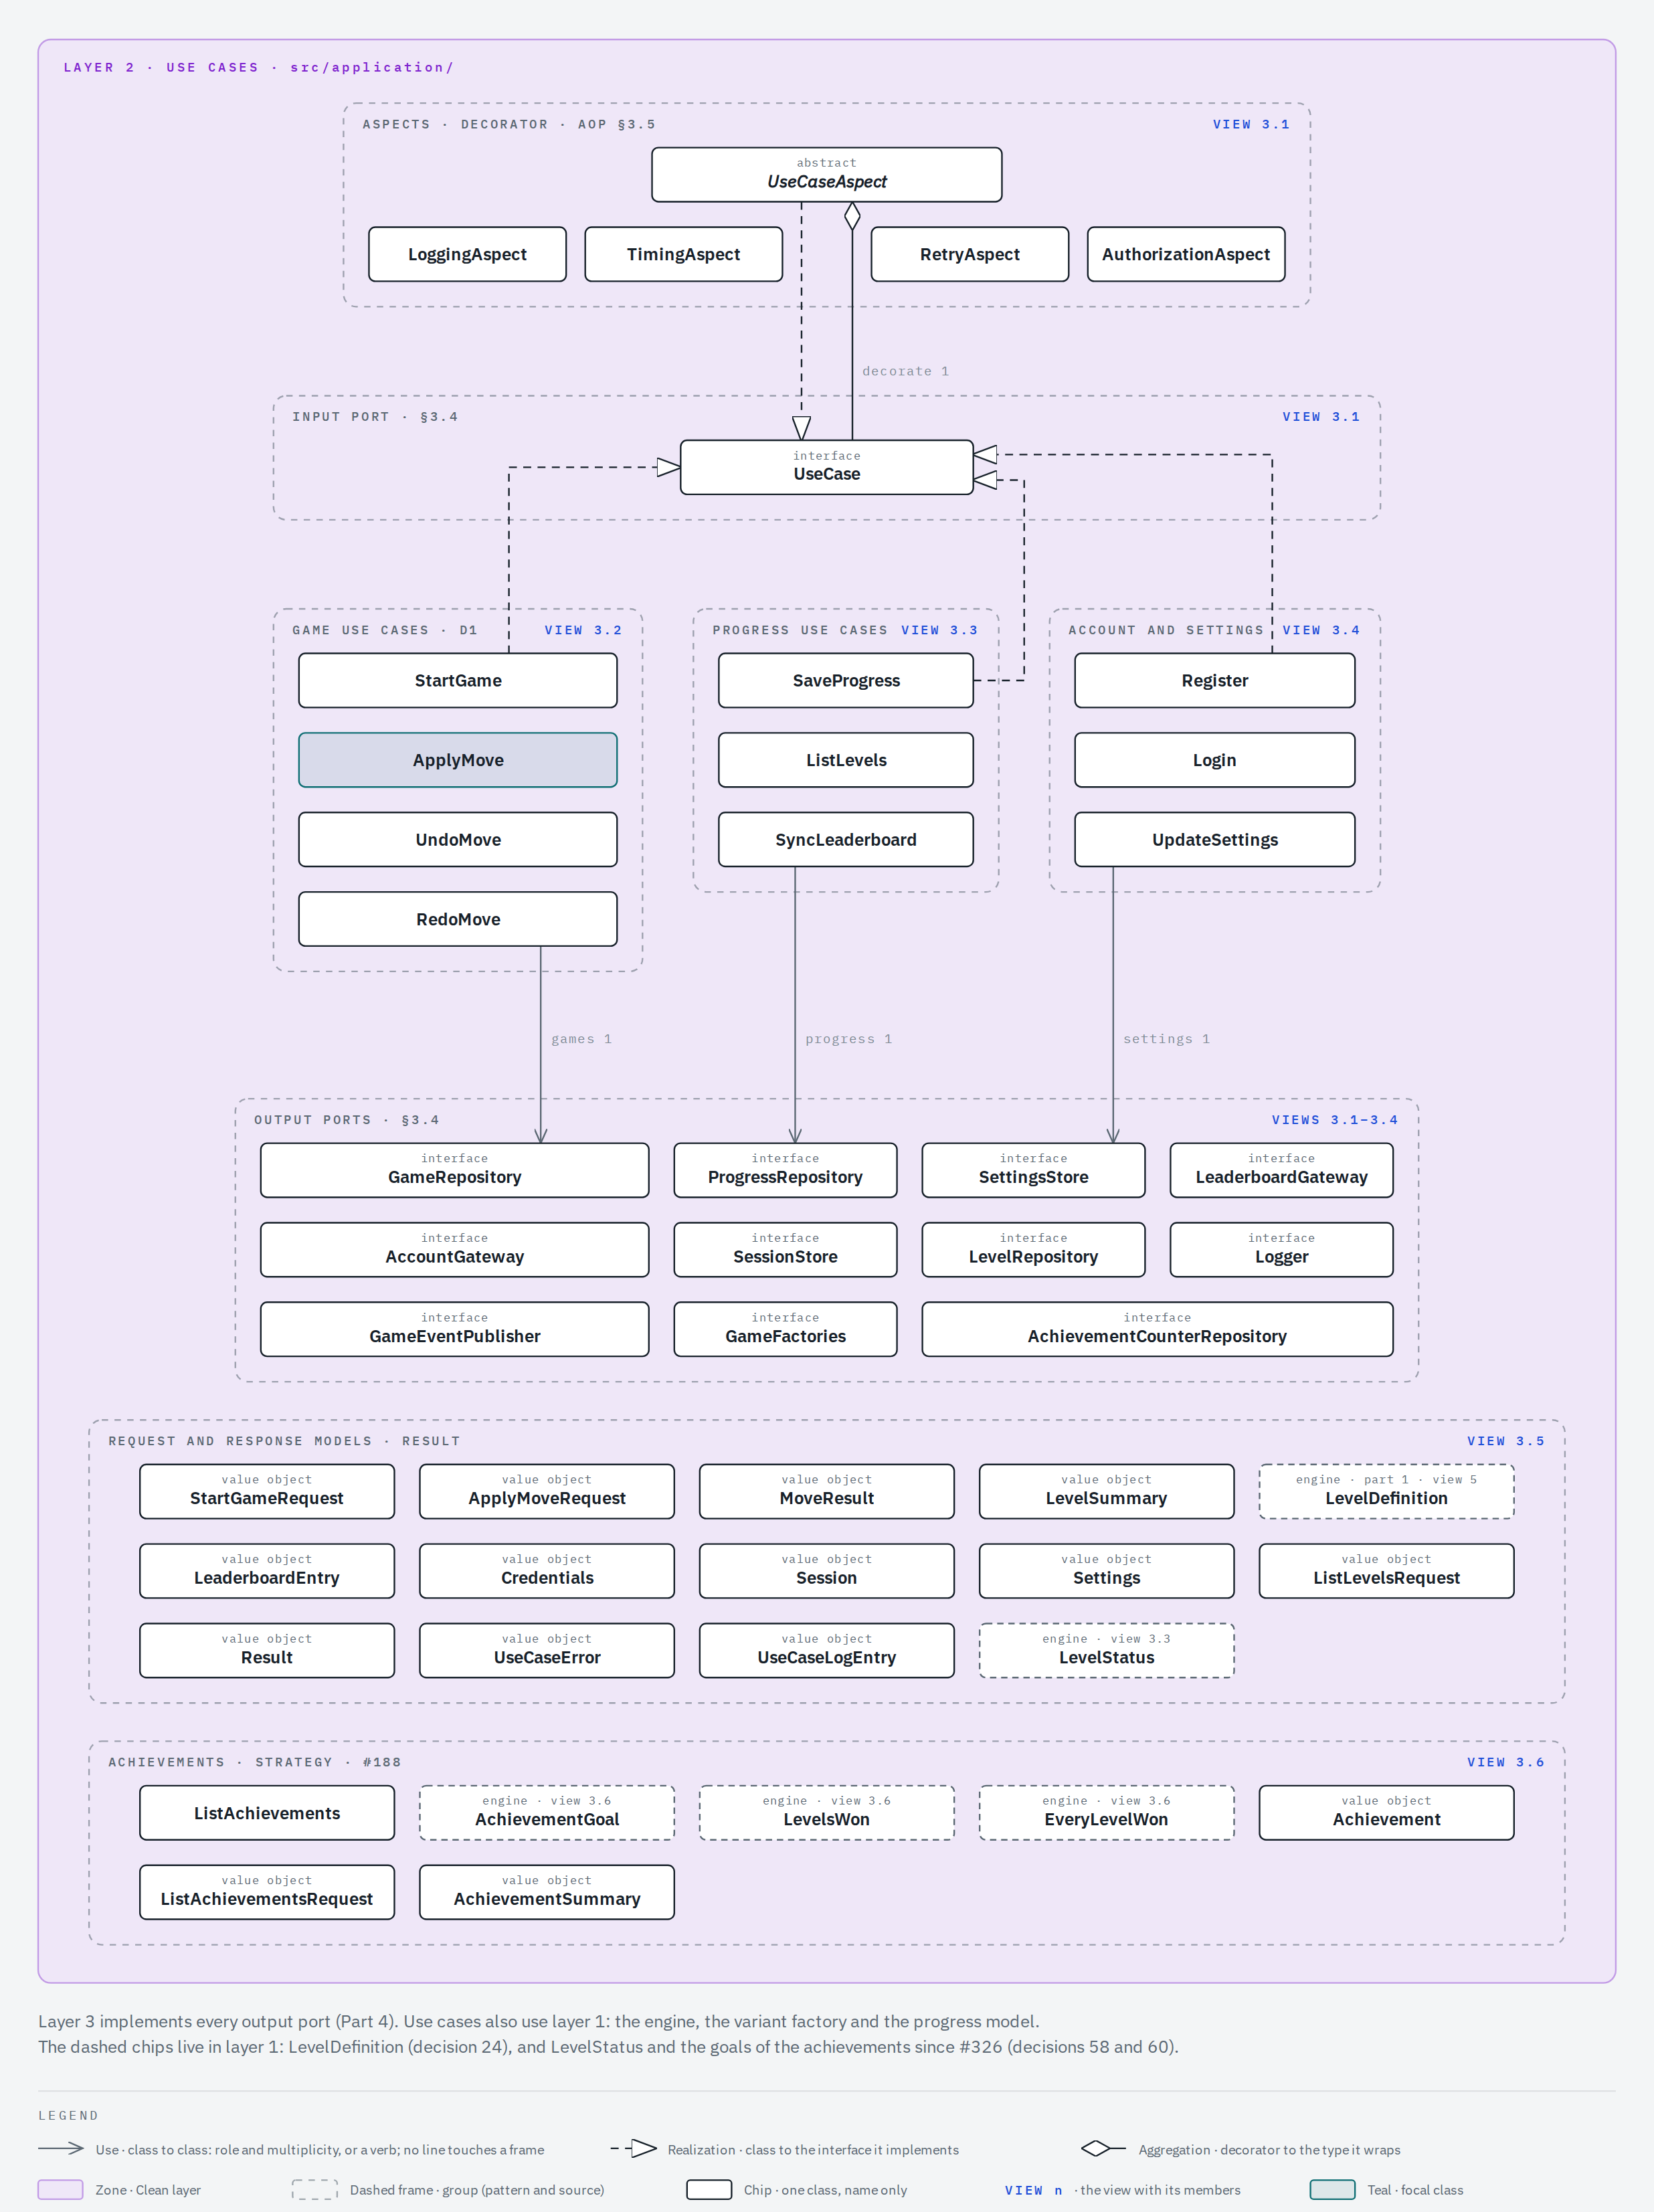 LAYER 2 · USE CASES · src/application/
ASPECTS · DECORATOR · AOP §3.5
VIEW 3.1
abstract
UseCaseAspect
LoggingAspect
TimingAspect
RetryAspect
AuthorizationAspect
decorate 1
INPUT PORT · §3.4
VIEW 3.1
interface
UseCase
GAME USE CASES · D1
VIEW 3.2
StartGame
ApplyMove
UndoMove
RedoMove
PROGRESS USE CASES
VIEW 3.3
SaveProgress
ListLevels
SyncLeaderboard
ACCOUNT AND SETTINGS
VIEW 3.4
Register
Login
UpdateSettings
games 1
progress 1
settings 1
OUTPUT PORTS · §3.4
VIEWS 3.1–3.4
interface
GameRepository
interface
ProgressRepository
interface
SettingsStore
interface
LeaderboardGateway
interface
AccountGateway
interface
SessionStore
interface
LevelRepository
interface
Logger
interface
GameEventPublisher
interface
GameFactories
interface
AchievementCounterRepository
REQUEST AND RESPONSE MODELS · RESULT
VIEW 3.5
value object
StartGameRequest
value object
ApplyMoveRequest
value object
MoveResult
value object
LevelSummary
engine · part 1 · view 5
LevelDefinition
value object
LeaderboardEntry
value object
Credentials
value object
Session
value object
Settings
value object
ListLevelsRequest
value object
Result
value object
UseCaseError
value object
UseCaseLogEntry
engine · view 3.3
LevelStatus
ACHIEVEMENTS · STRATEGY · #188
VIEW 3.6
ListAchievements
engine · view 3.6
AchievementGoal
engine · view 3.6
LevelsWon
engine · view 3.6
EveryLevelWon
value object
Achievement
value object
ListAchievementsRequest
value object
AchievementSummary
Layer 3 implements every output port (Part 4). Use cases also use layer 1: the engine, the variant factory and the progress model.
The dashed chips live in layer 1: LevelDefinition (decision 24), and LevelStatus and the goals of the achievements since #326 (decisions 58 and 60).
LEGEND
Use · class to class: role and multiplicity, or a verb; no line touches a frame
Realization · class to the interface it implements
Aggregation · decorator to the type it wraps
Zone · Clean layer
Dashed frame · group (pattern and source)
Chip · one class, name only
VIEW n · the view with its members
Teal · focal class